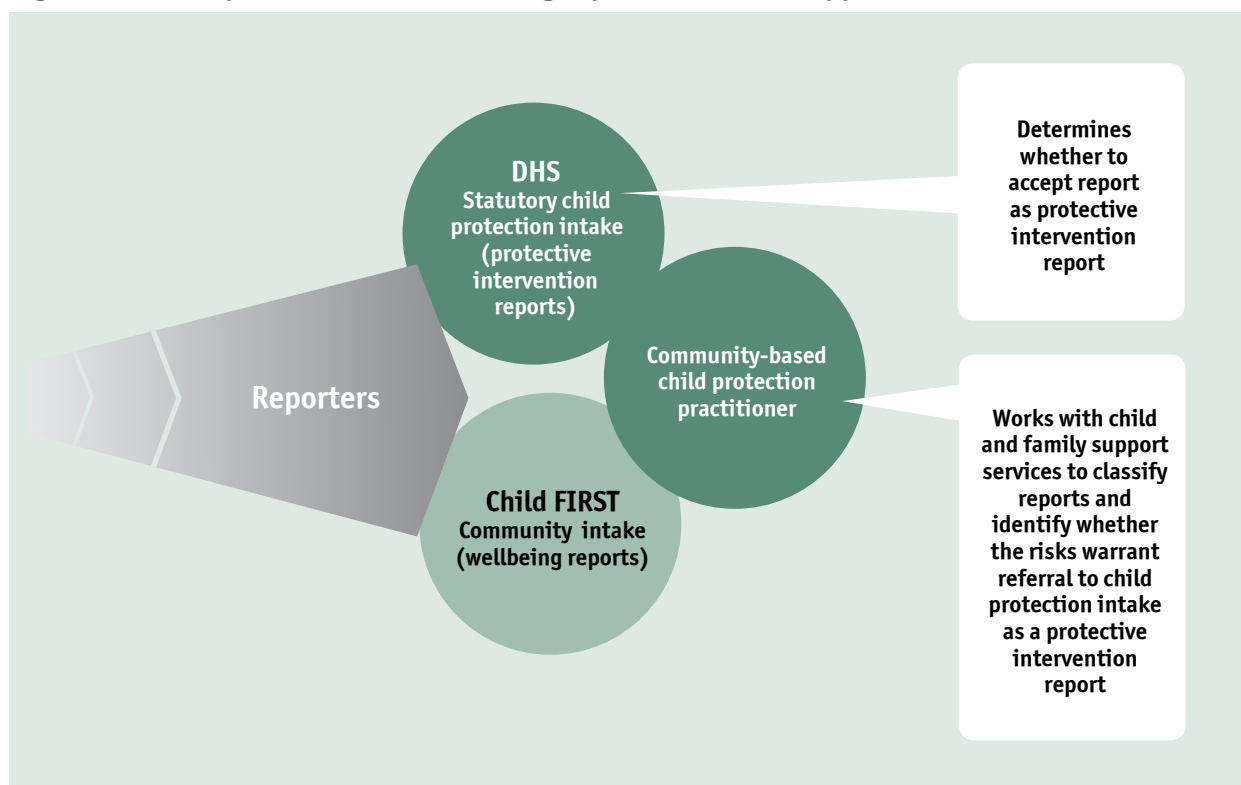 DHS
Statutory child
protection intake
(protective
intervention
reports)
Community-based
child protection
practitioner
Reporters
Child FIRST
Community intake
(wellbeing reports)
Determines
whether to
accept report
as protective
intervention
report
Works with child
and family support
services to classify
reports and
identify whether
the risks warrant
referral to child
protection intake
as a protective
intervention
report